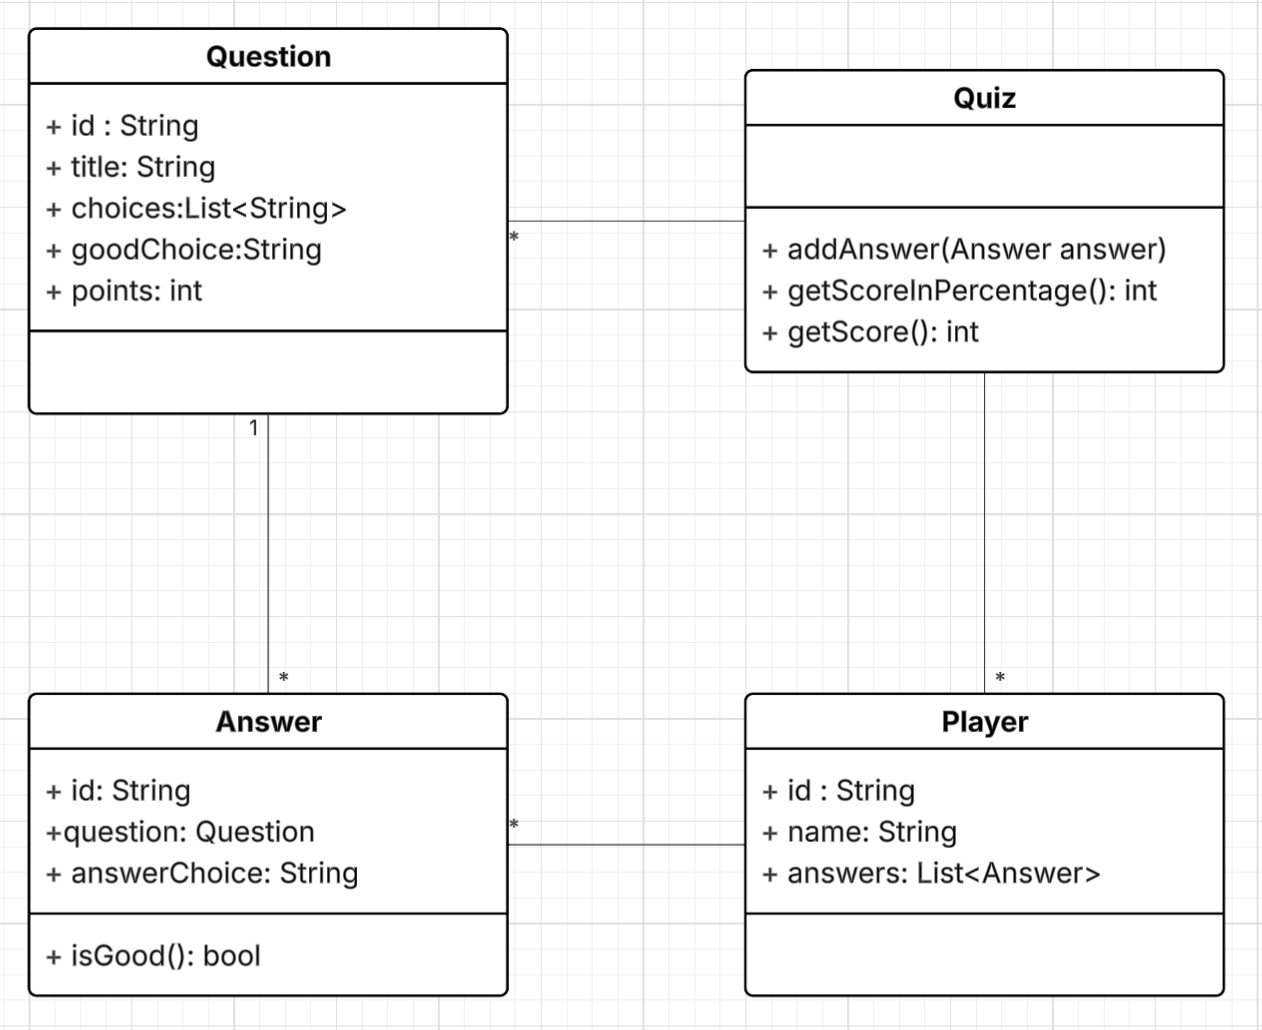 Question
+ id : String
+ title: String
+ choices:List<String>
+ goodChoice:String
+ points: int
*
Quiz
+ addAnswer(Answer answer)
+ getScoreInPercentage(): int
+ getScore(): int
1
*
*
Answer
+ id: String
+question: Question
+ answerChoice: String
+ isGood(): bool
*
Player
+ id : String
+ name: String
+ answers: List<Answer>